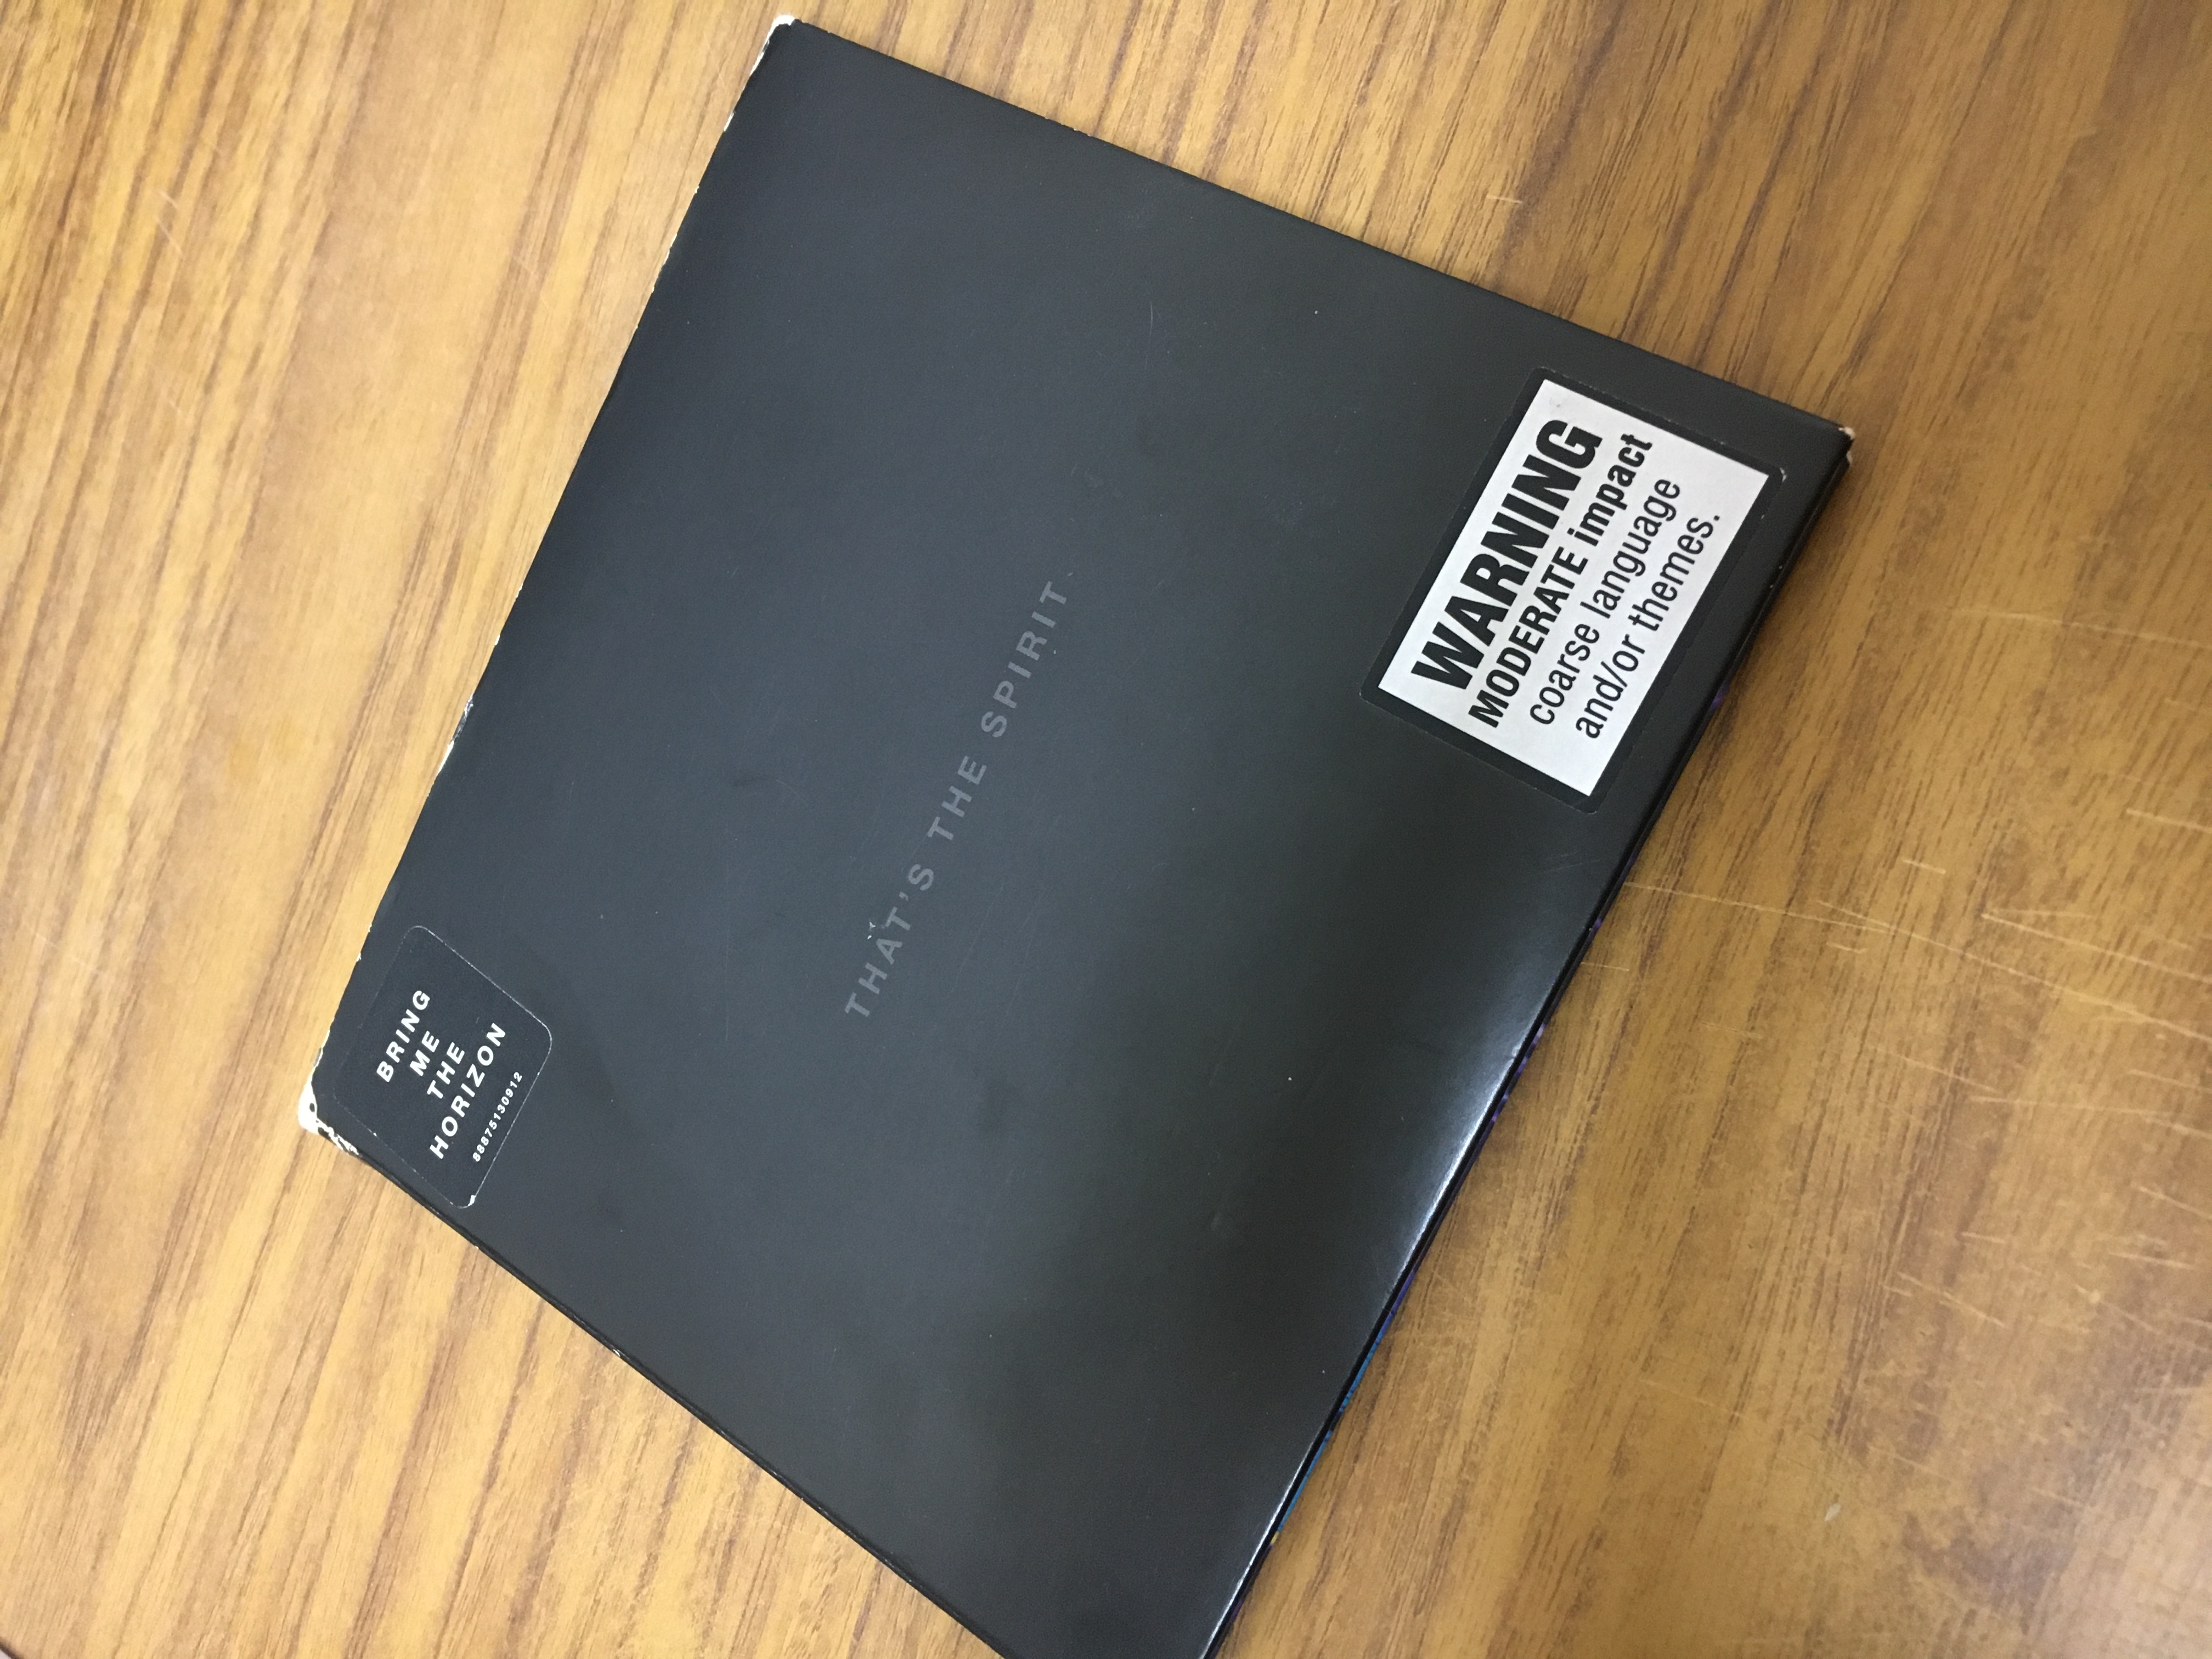 BRING
ME
THE
HORIZON
88875130912
THAT'S THE SPIRIT
WARNING
MODERATE impact
coarse language
and/or themes.